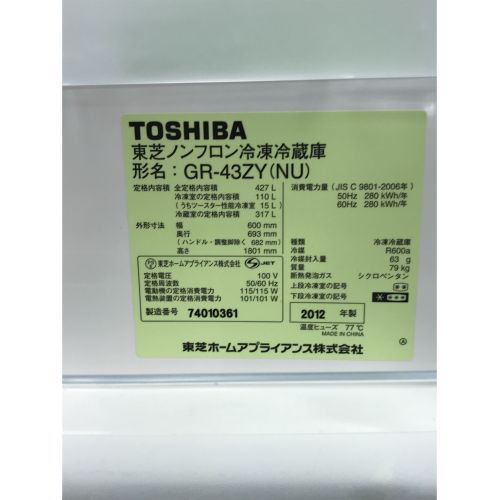 TOSHIBA
東芝ノンフロン冷凍冷蔵庫
形名：GR-43ZY(NU)
定格内容積 全定格内容積 427 L
冷凍室の定格内容積 110 L
(うちツースター性能冷凍室 15 L)
冷蔵室の定格内容積 317 L
外形寸法 幅 600 mm
奥行 693 mm
(ハンドル・調整脚除 682 mm)
高さ 1801 mm
東芝ホームアプライアンス株式会社 S JET
定格電圧 100 V
定格周波数 50/60 Hz
電動機の定格消費電力 115/115 W
電熱装置の定格消費電力 101/101 W
製造番号 74010361
消費電力量 (JIS C 9801-2006年)
50Hz 280 kWh/年
60Hz 280 kWh/年
種類 冷凍冷蔵庫
冷媒 R600a
冷媒封入量 63 g
質量 79 kg
断熱発泡ガス シクロペンタン
上段冷凍室の記号
下段冷凍室の記号
2012 年製
温度ヒューズ 77℃
MADE IN CHINA
東芝ホームアプライアンス株式会社 Ⓐ